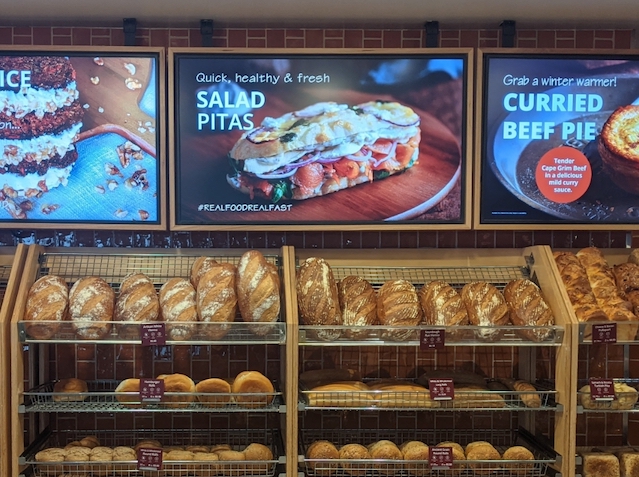 ICE
on...
Quick, healthy & fresh
SALAD
PITAS
#REALFOODREALFAST
Grab a winter warmer!
CURRIED
BEEF PIE
Tender
Cape Grim Beef
in a delicious
mild curry
sauce.